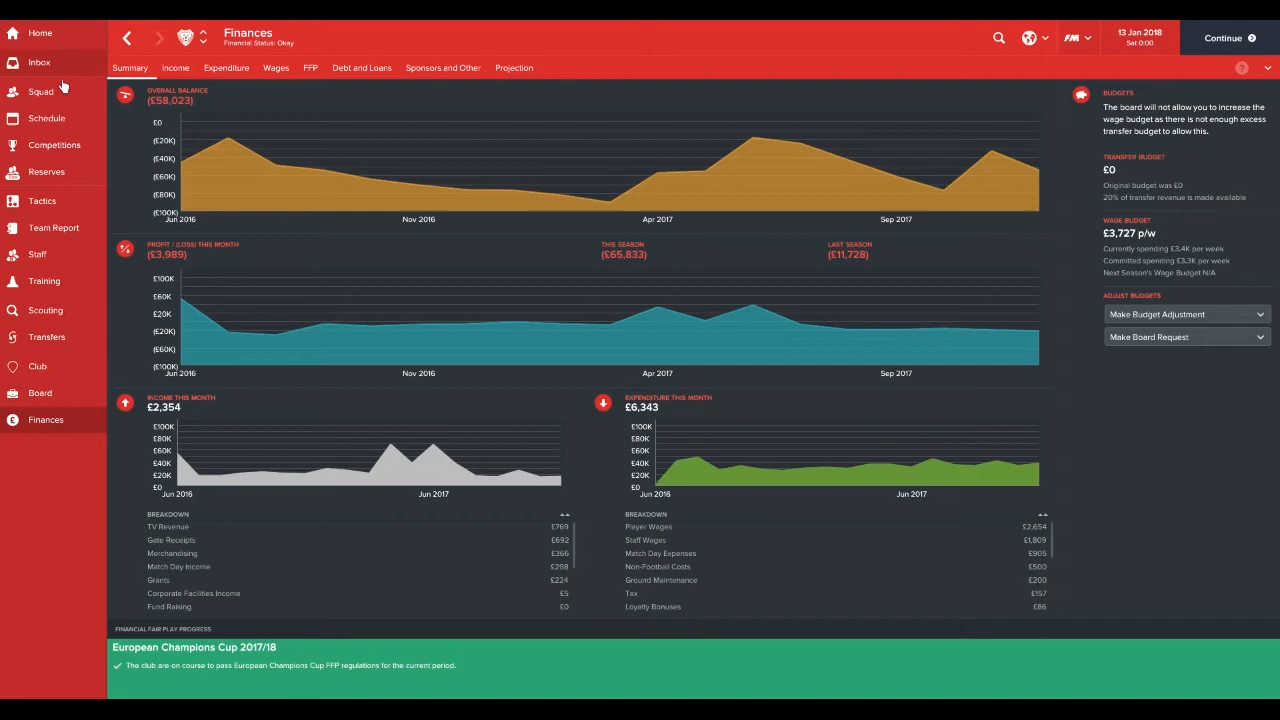 Home
Inbox
Squad
Schedule
Competitions
Reserves
Tactics
Team Report
Staff
Training
Scouting
Transfers
Club
Board
£ Finances
Finances
Financial Status: Okay
FM
13 Jan 2018
Sat 0:00
Continue
Summary Income Expenditure Wages FFP Debt and Loans Sponsors and Other Projection
?
OVERALL BALANCE
(£58,023)
£0
(£20K)
(£40K)
(£60K)
(£80K)
(£100K)
Jun 2016 Nov 2016 Apr 2017 Sep 2017
PROFIT / (LOSS) THIS MONTH
(£3,989)
THIS SEASON
(£65,833)
LAST SEASON
(£11,728)
£100K
£60K
£20K
(£20K)
(£60K)
(£100K)
Jun 2016 Nov 2016 Apr 2017 Sep 2017
INCOME THIS MONTH
£2,354
£100K
£80K
£60K
£40K
£20K
£0
Jun 2016 Jun 2017
BREAKDOWN
TV Revenue £769
Gate Receipts £692
Merchandising £366
Match Day Income £298
Grants £224
Corporate Facilities Income £5
Fund Raising £0
EXPENDITURE THIS MONTH
£6,343
£100K
£80K
£60K
£40K
£20K
£0
Jun 2016 Jun 2017
BREAKDOWN
Player Wages £2,654
Staff Wages £1,809
Match Day Expenses £905
Non-Football Costs £500
Ground Maintenance £200
Tax £157
Loyalty Bonuses £86
BUDGETS
The board will not allow you to increase the
wage budget as there is not enough excess
transfer budget to allow this.
TRANSFER BUDGET
£0
Original budget was £0
20% of transfer revenue is made available
WAGE BUDGET
£3,727 p/w
Currently spending £3.4K per week
Committed spending £3.3K per week
Next Season's Wage Budget N/A
ADJUST BUDGETS
Make Budget Adjustment
Make Board Request
FINANCIAL FAIR PLAY PROGRESS
European Champions Cup 2017/18
The club are on course to pass European Champions Cup FFP regulations for the current period.